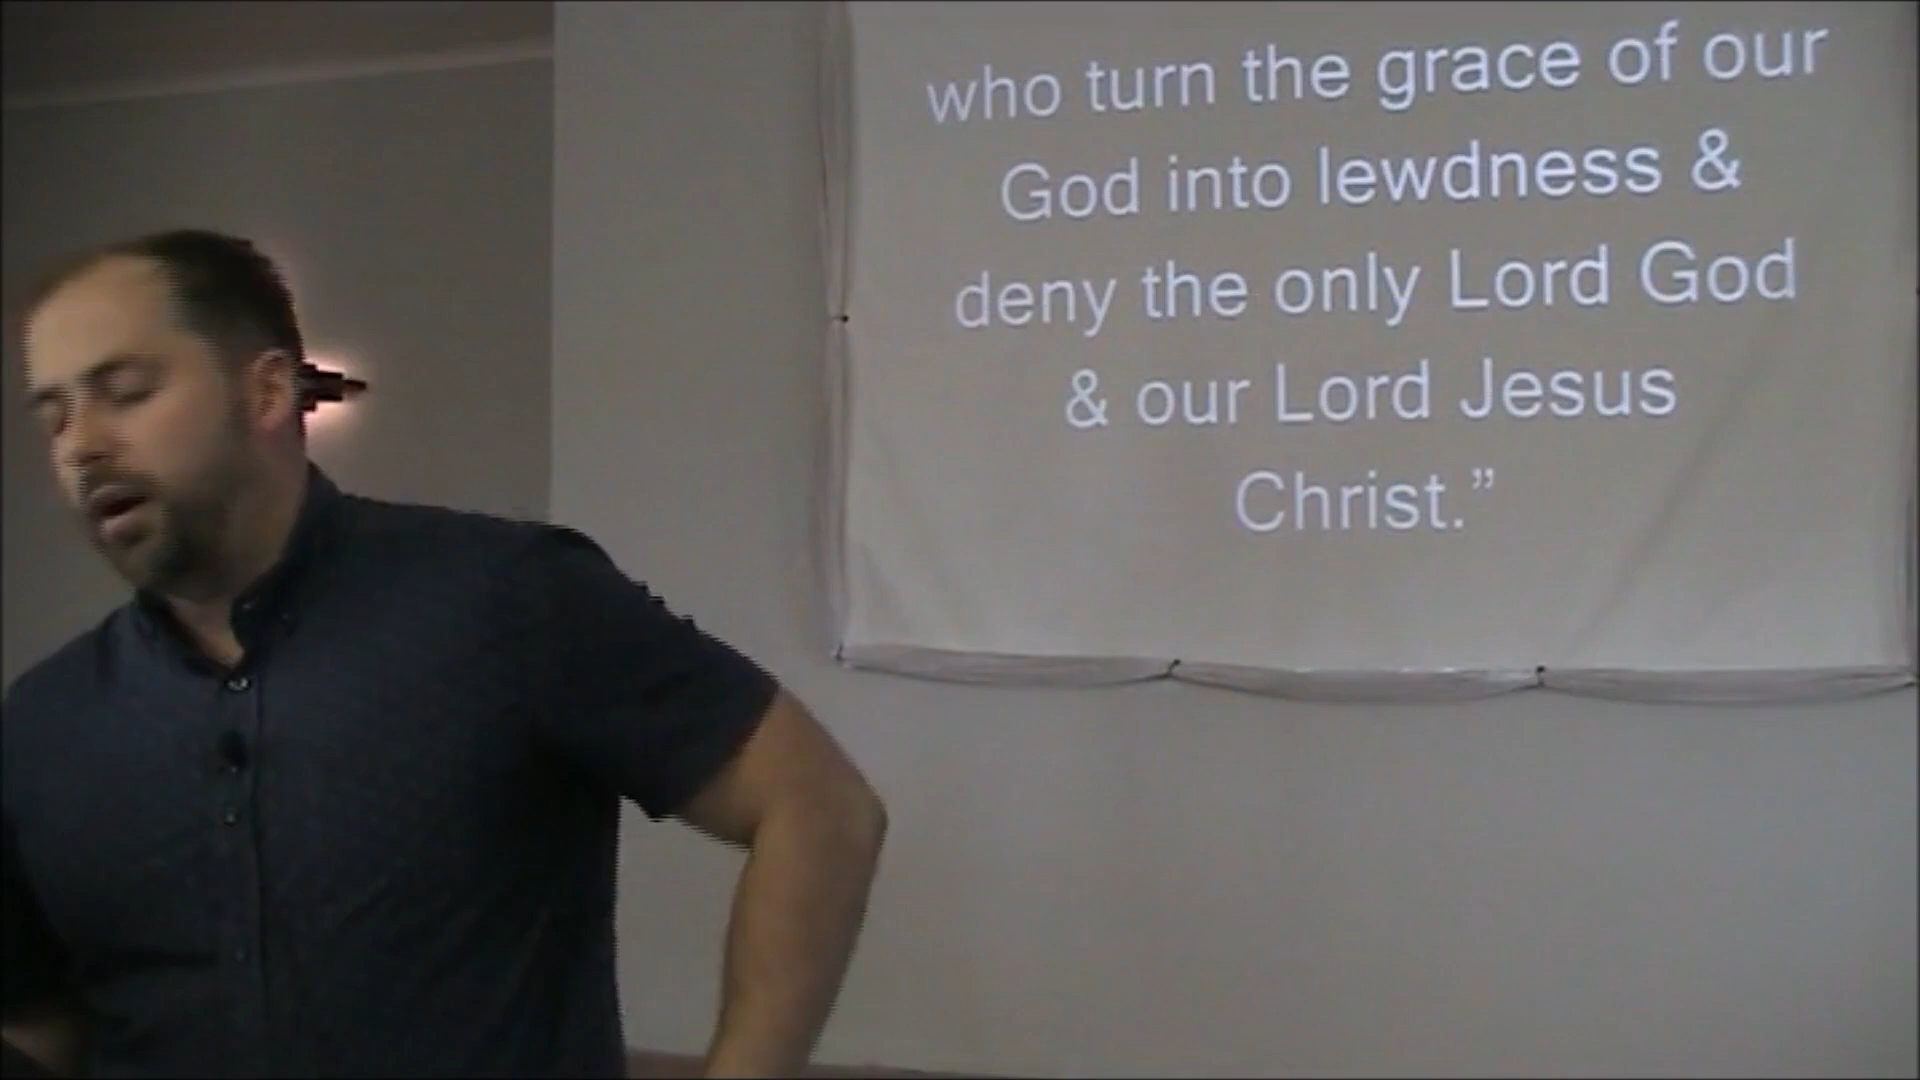 who turn the grace of our
God into lewdness &
deny the only Lord God
& our Lord Jesus
Christ.”